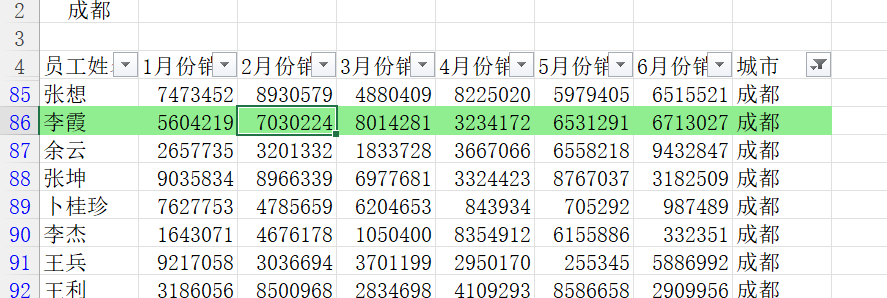 2 成都
3
4 员工姓 1月份销 2月份销 3月份销 4月份销 5月份销 6月份销 城市
85 张想 7473452 8930579 4880409 8225020 5979405 6515521 成都
86 李霞 5604219 7030224 8014281 3234172 6531291 6713027 成都
87 余云 2657735 3201332 1833728 3667066 6558218 9432847 成都
88 张坤 9035834 8966339 6977681 3324423 8767037 3182509 成都
89 卜桂珍 7627753 4785659 6204653 843934 705292 987489 成都
90 李杰 1643071 4676178 1050400 8354912 6155886 332351 成都
91 王兵 9217058 3036694 3701199 2950170 255345 5886992 成都
92 王利 3186056 8500968 2834698 4109293 8586658 2909956 成都